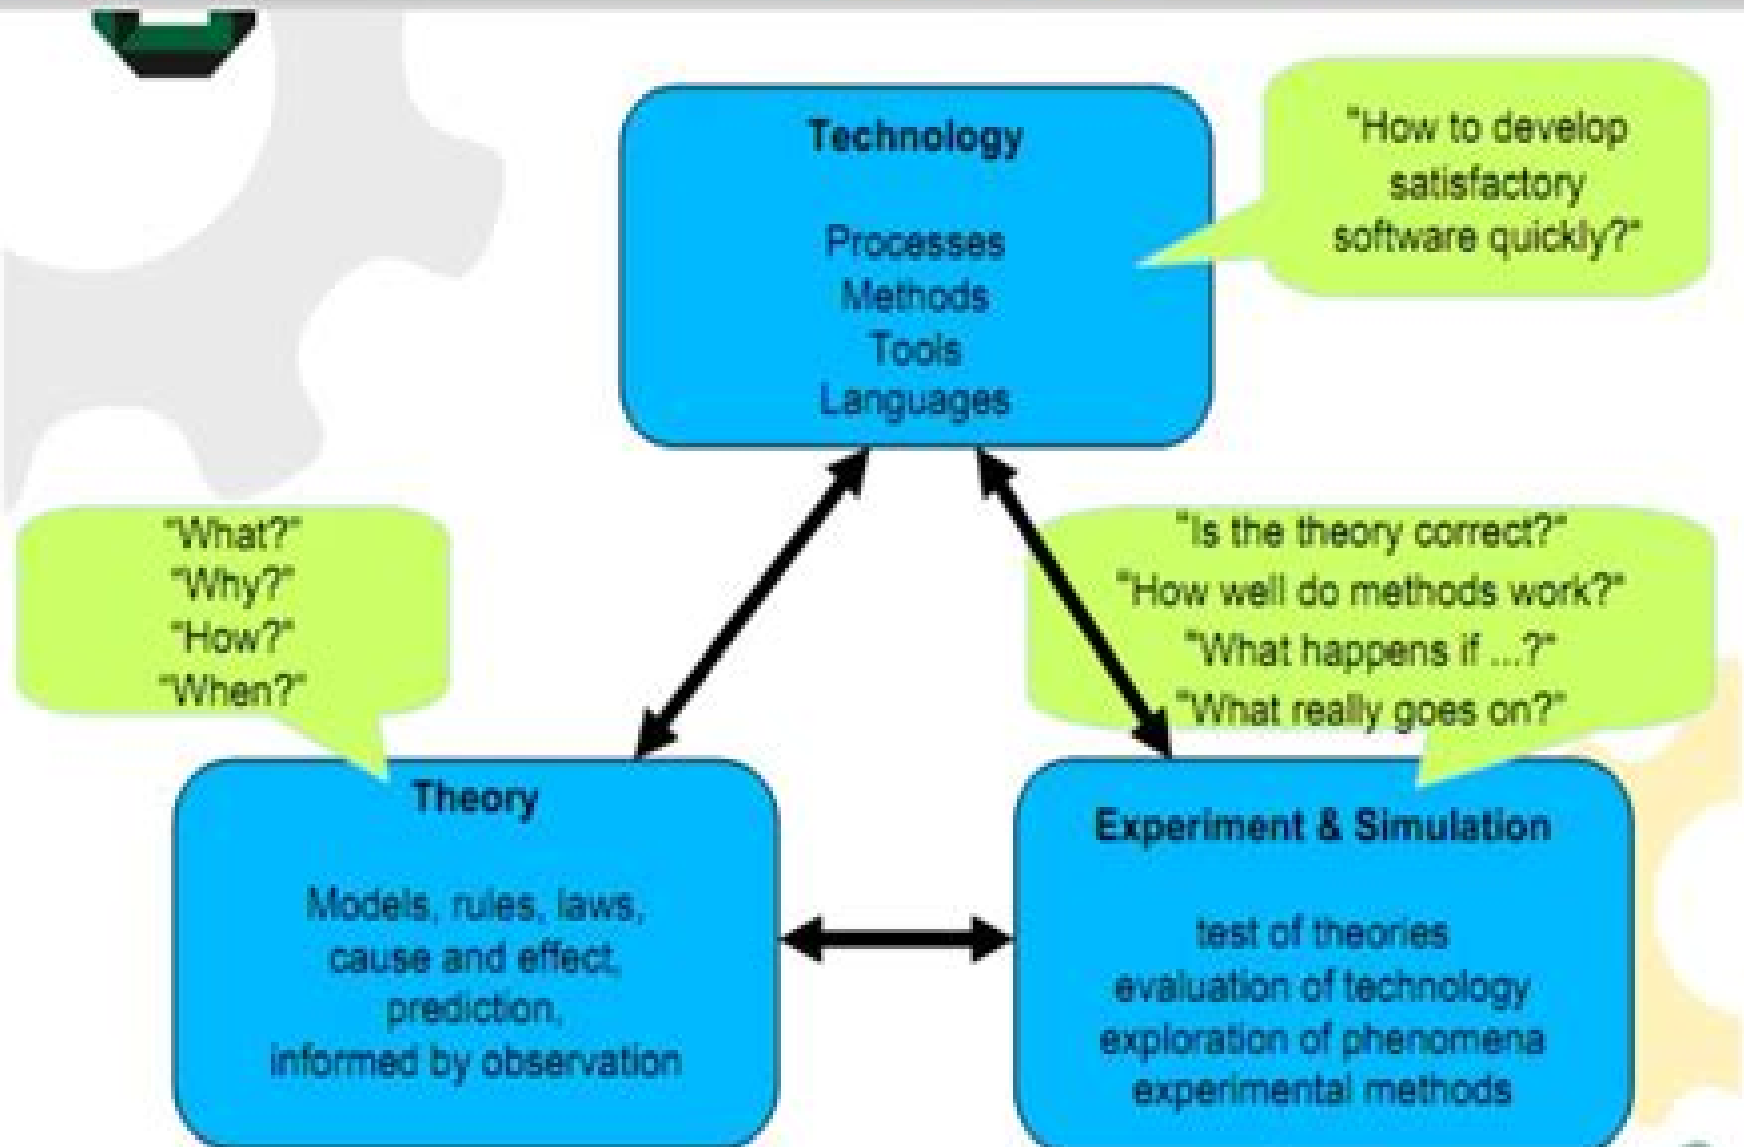 Technology
Processes
Methods
Tools
Languages
"How to develop
satisfactory
software quickly?"
"What?"
"Why?"
"How?"
"When?"
"Is the theory correct?"
"How well do methods work?"
"What happens if ...?"
"What really goes on?"
Theory
Models, rules, laws,
cause and effect,
prediction,
informed by observation
Experiment & Simulation
test of theories
evaluation of technology
exploration of phenomena
experimental methods